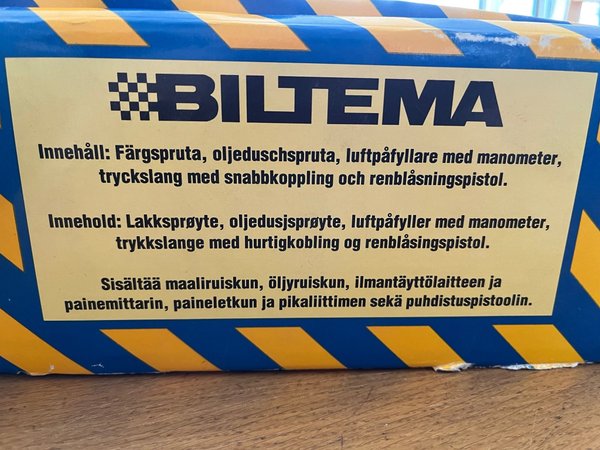 BILTEMA
Innehåll: Färgspruta, oljeduschspruta, luftpåfyllare med manometer,
tryckslang med snabbkoppling och renblåsningspistol.
Innehold: Lakksprøyte, oljedusjsprøyte, luftpåfyller med manometer,
trykkslange med hurtigkobling og renblåsingspistol.
Sisältää maaliruiskun, öljyruiskun, ilmantäyttölaitteen ja
painemittarin, paineletkun ja pikaliittimen sekä puhdistuspistoolin.